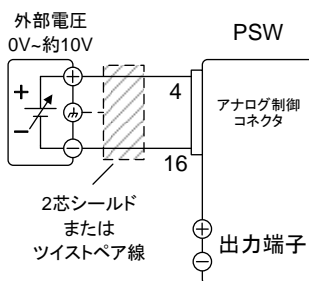 外部電圧
0V~約10V
PSW
4
アナログ制御
コネクタ
16
2芯シールド
または
ツイストペア線
出力端子